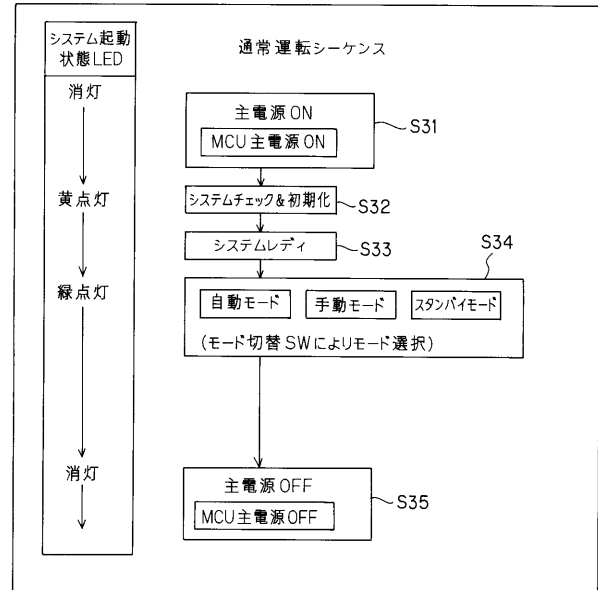 システム起動
状態LED
通常運転シーケンス
消灯
主電源ON
MCU主電源ON
S31
黄点灯
システムチェック&初期化
S32
システムレディ
S33
S34
緑点灯
自動モード
手動モード
スタンバイモード
(モード切替SWによりモード選択)
消灯
主電源OFF
MCU主電源OFF
S35